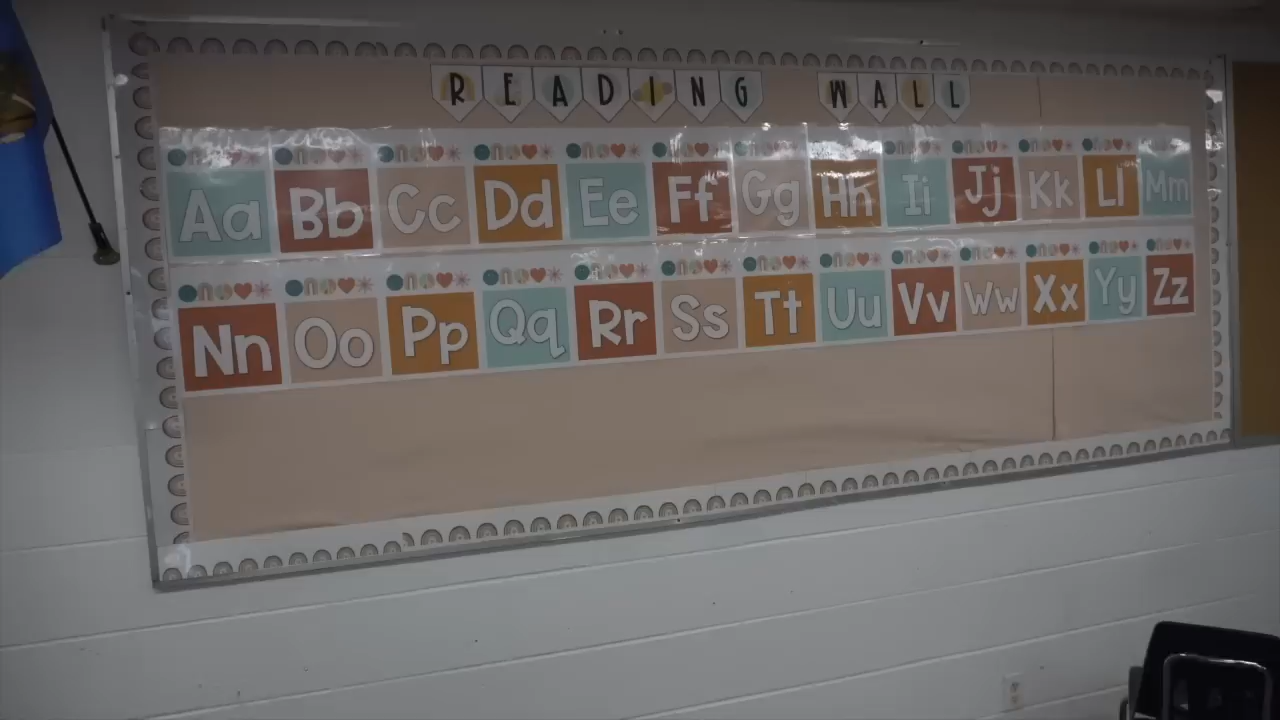 READING WALL
Aa Bb Cc Dd Ee Ff Gg Hh Ii Jj Kk Ll Mm
Nn Oo Pp Qq Rr Ss Tt Uu Vv Ww Xx Yy Zz